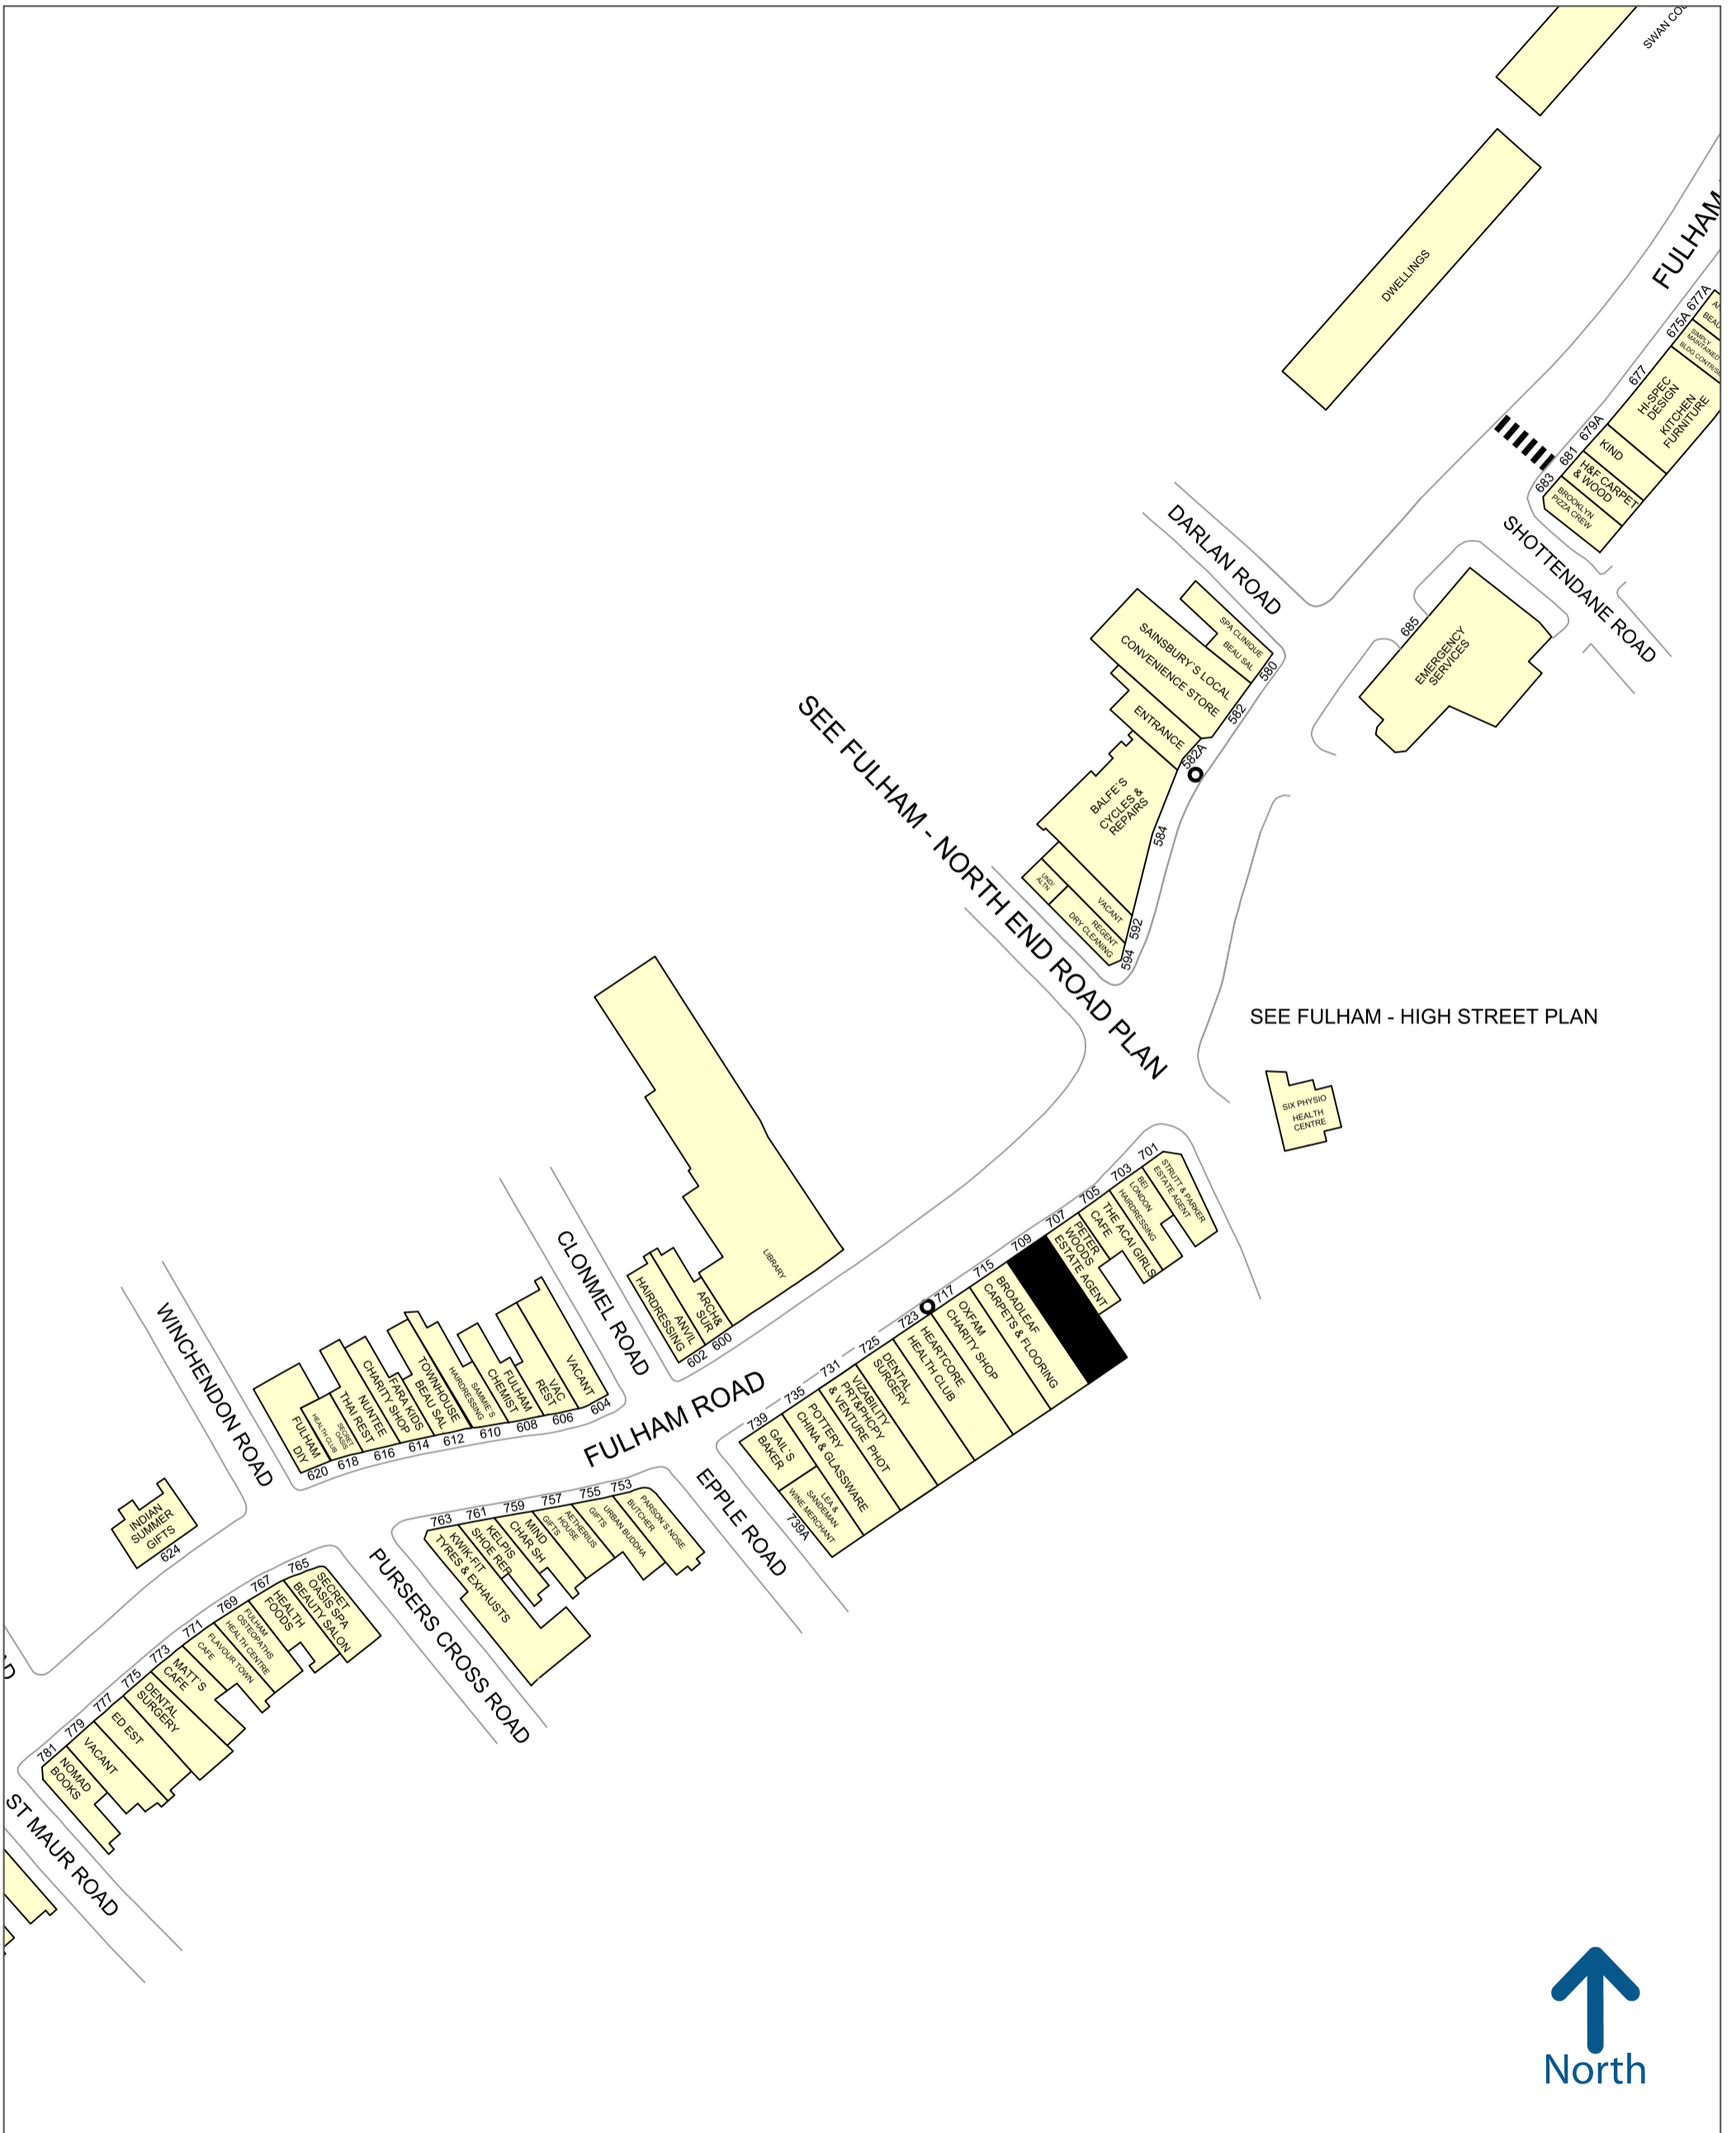 SWAN
FULHAM
DWELLINGS
677A
675A
SIMPLY
MAINTAINED
677
HI-SPEC
DESIGN
KITCHEN
FURNITURE
679A
KIND
681
H&F CARPET
& WOOD
683
BROOKLYN
PIZZA CREW
SHOTTENDANE ROAD
DARLAN ROAD
685
EMERGENCY
SERVICES
SPA CLINIQUE
BEAU SAL
580
SAINSBURY`S LOCAL
CONVENIENCE STORE
582
ENTRANCE
582A
BALFE`S
CYCLES &
REPAIRS
584
VACANT
592
UND/
ALTN
REGENT
DRY CLEANING
594
SEE FULHAM - NORTH END ROAD PLAN
SEE FULHAM - HIGH STREET PLAN
SIX PHYSIO
HEALTH
CENTRE
701
STRUTT & PARKER
ESTATE AGENT
703
BEI
LONDON
HAIRDRESSING
705
THE ACAI GIRLS
CAFE
707
PETER
WOODS
ESTATE AGENT
709
715
BROADLEAF
CARPETS & FLOORING
717
OXFAM
CHARITY SHOP
723
HEARTCORE
HEALTH CLUB
725
DENTAL
SURGERY
731
VIZABILITY
PRT&PHCPY
& VENTURE PHOT
735
POTTERY
CHINA & GLASSWARE
739
GAIL`S
BAKER
LEA &
SANDEMAN
WINE MERCHANT
739A
LIBRARY
ARCH&
SUR
600
ANVIL
HAIRDRESSING
602
CLONMEL ROAD
FULHAM ROAD
EPPLE ROAD
VACANT
604
VAC
REST
606
FULHAM
CHEMIST
608
SAMMIE`S
HAIRDRESSING
610
TOWNHOUSE
BEAU SAL
612
FARA KIDS
CHARITY SHOP
614
NUNTEE
THAI REST
616
SECRET
OASIS
HEALTH CLUB
618
FULHAM
DIY
620
WINCHENDON ROAD
INDIAN
SUMMER
GIFTS
624
753
PARSON`S NOSE
BUTCHER
755
URBAN BUDDHA
GIFTS
757
AETHERIUS
HOUSE
GIFTS
759
MIND
CHAR SH
761
KELPIS
SHOE REP
763
KWIK-FIT
TYRES & EXHAUSTS
PURSERS CROSS ROAD
765
SECRET
OASIS SPA
BEAUTY SALON
767
HEALTH
FOODS
769
FULHAM
OSTEOPATHS
HEALTH CENTRE
771
FLAVOUR TOWN
CAFE
773
MATT`S
CAFE
775
DENTAL
SURGERY
777
ED EST
779
VACANT
781
NOMAD
BOOKS
ST MAUR ROAD
North